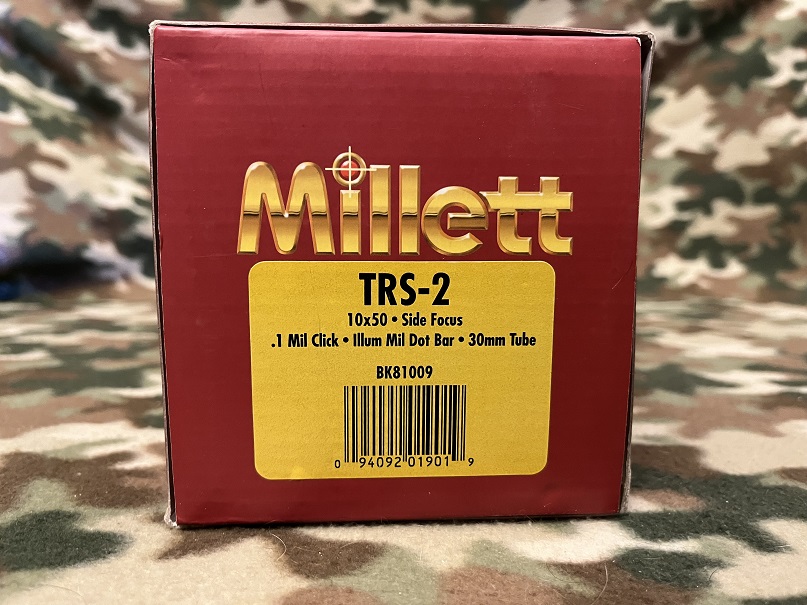 Millett
TRS-2
10x50 • Side Focus
.1 Mil Click • Illum Mil Dot Bar • 30mm Tube
BK81009
0 94092 01901 9